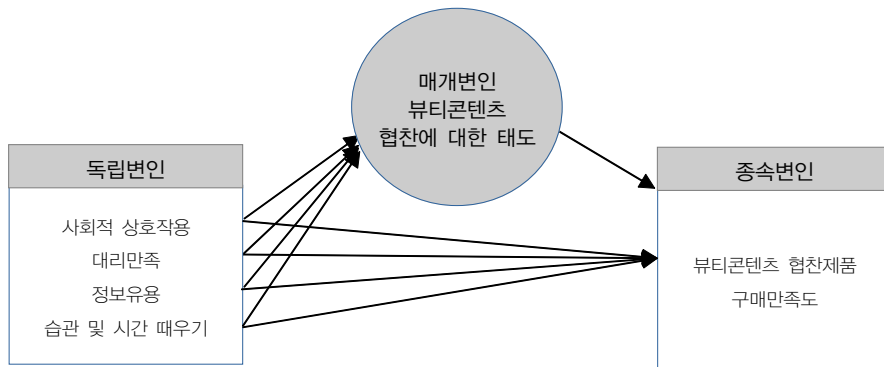 매개변인
뷰티콘텐츠
협찬에 대한 태도
독립변인
사회적 상호작용
대리만족
정보유용
습관 및 시간 때우기
종속변인
뷰티콘텐츠 협찬제품
구매만족도